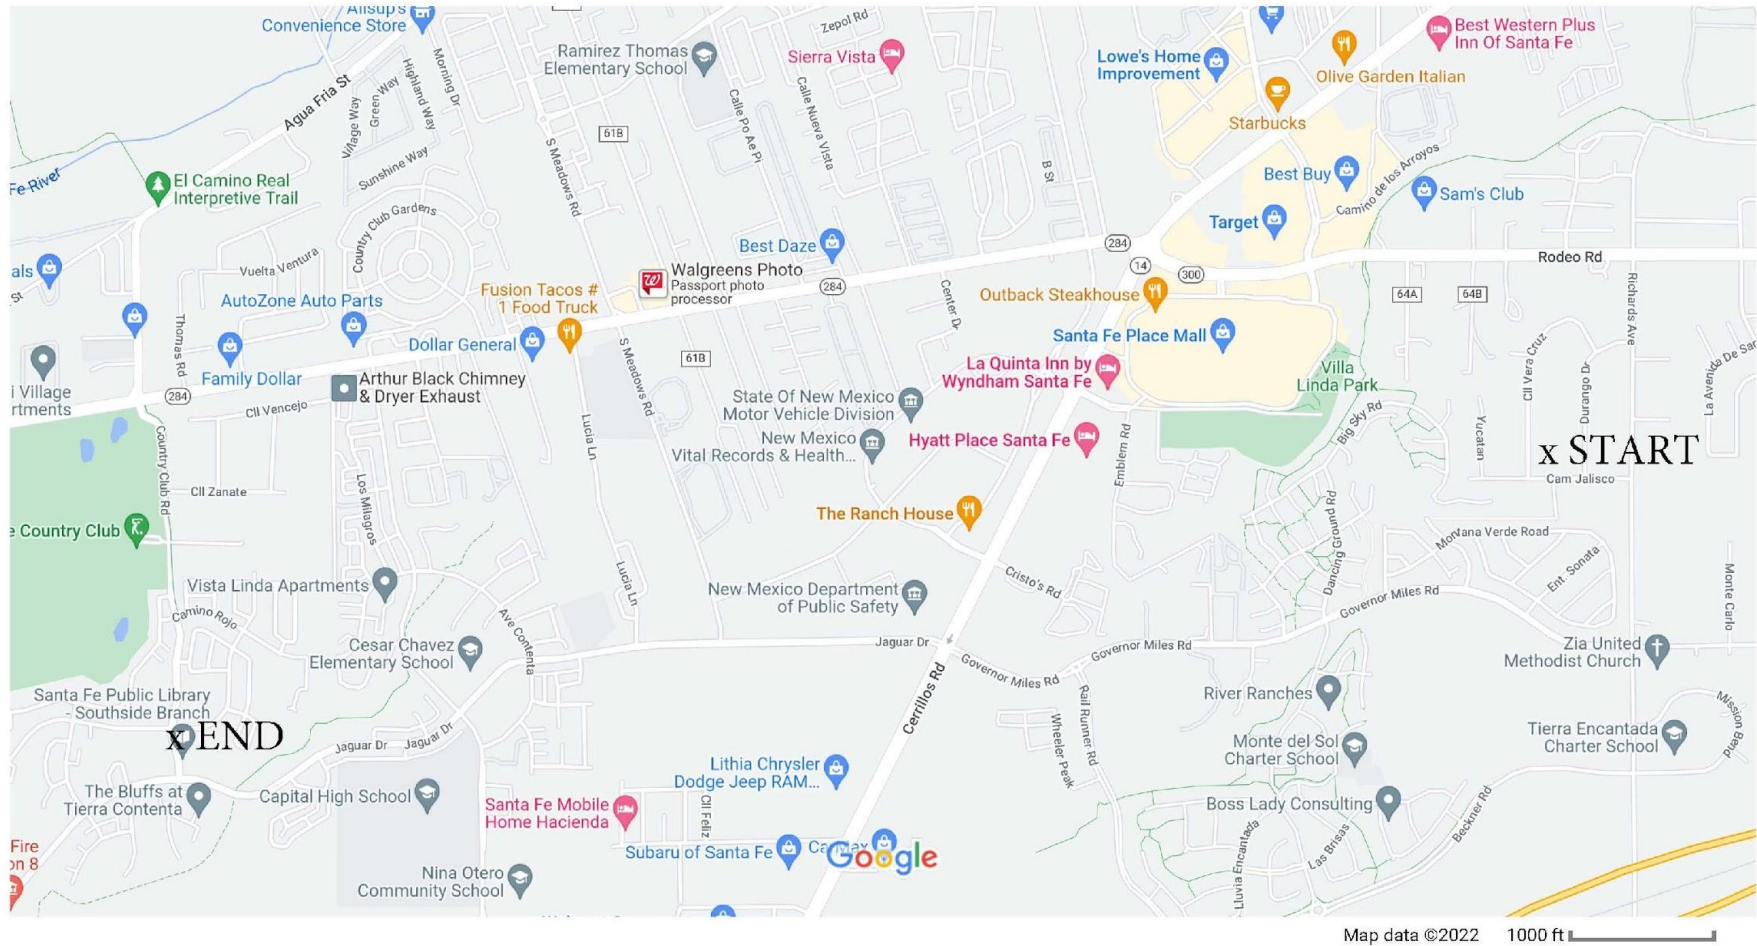 Allsup's
Convenience Store
Zepol Rd
Ramirez Thomas
Elementary School
Sierra Vista
Lowe's Home
Improvement
Best Western Plus
Inn Of Santa Fe
Olive Garden Italian
Starbucks
Agua Fria St
Village Way
Green Way
Highland Way
Morning Dr
Sunshine Way
61B
S Meadows Rd
Calle Po Ae Pi
Calle Nueva Vista
B St
Best Buy
Camino de los Arroyos
Sam's Club
Target
Fe River
El Camino Real
Interpretive Trail
Country Club Gardens
Vuelta Ventura
als
St
Best Daze
284
14
300
Rodeo Rd
Walgreens Photo
Passport photo
processor
284
Fusion Tacos #
1 Food Truck
AutoZone Auto Parts
Dollar General
Family Dollar
Thomas Rd
Center Dr
Outback Steakhouse
Santa Fe Place Mall
64A
64B
Richards Ave
Cll Vera Cruz
Durango Dr
La Avenida De San
i Village
rtments
284
Arthur Black Chimney
& Dryer Exhaust
Cll Vencejo
S Meadows Rd
61B
La Quinta Inn by
Wyndham Santa Fe
Villa
Linda Park
State Of New Mexico
Motor Vehicle Division
New Mexico
Vital Records & Health...
Hyatt Place Santa Fe
Emblem Rd
Big Sky Rd
Yucatan
x START
Cam Jalisco
Country Club Rd
Cll Zanate
Los Milagros
Lucia Ln
e Country Club
The Ranch House
Dancing Ground Rd
Montana Verde Road
Ent. Sonata
Vista Linda Apartments
Lucia Ln
New Mexico Department
of Public Safety
Cristo's Rd
Governor Miles Rd
Monte Carlo
Camino Rojo
Ave Contenta
Cesar Chavez
Elementary School
Jaguar Dr
Governor Miles Rd
Governor Miles Rd
Zia United
Methodist Church
Santa Fe Public Library
- Southside Branch
x END
Jaguar Dr
Jaguar Dr
Cerrillos Rd
Rail Runner Rd
Wheeler Peak
River Ranches
Monte del Sol
Charter School
Tierra Encantada
Charter School
Mission Bend
The Bluffs at
Tierra Contenta
Capital High School
Lithia Chrysler
Dodge Jeep RAM...
Santa Fe Mobile
Home Hacienda
Cll Feliz
Boss Lady Consulting
Beckner Rd
Lluvia Encantada
Las Brisas
Fire
on 8
Subaru of Santa Fe
CarMax
Google
Nina Otero
Community School
Map data ©2022
1000 ft